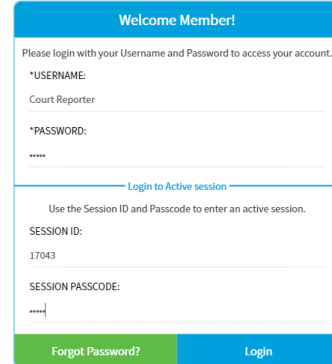 Welcome Member!
Please login with your Username and Password to access your account.
*USERNAME:
Court Reporter
*PASSWORD:
•••••
Login to Active session
Use the Session ID and Passcode to enter an active session.
SESSION ID:
17043
SESSION PASSCODE:
•••••
Forgot Password?
Login